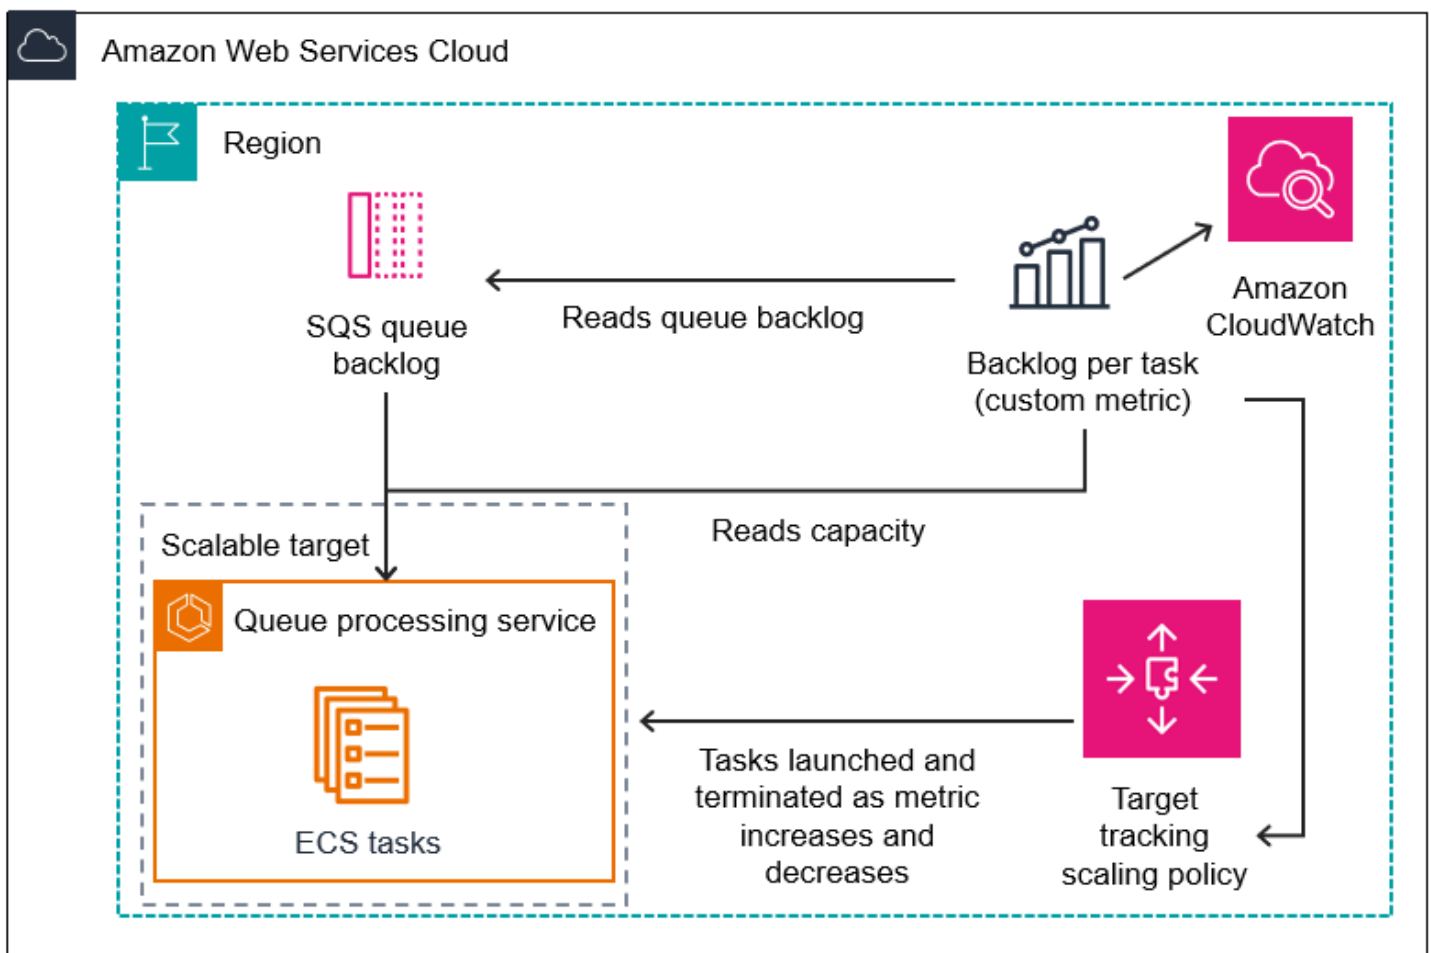 Amazon Web Services Cloud
Region
SQS queue
backlog
Reads queue backlog
Backlog per task
(custom metric)
Amazon
CloudWatch
Reads capacity
Scalable target
Queue processing service
ECS tasks
Tasks launched and
terminated as metric
increases and
decreases
Target
tracking
scaling policy